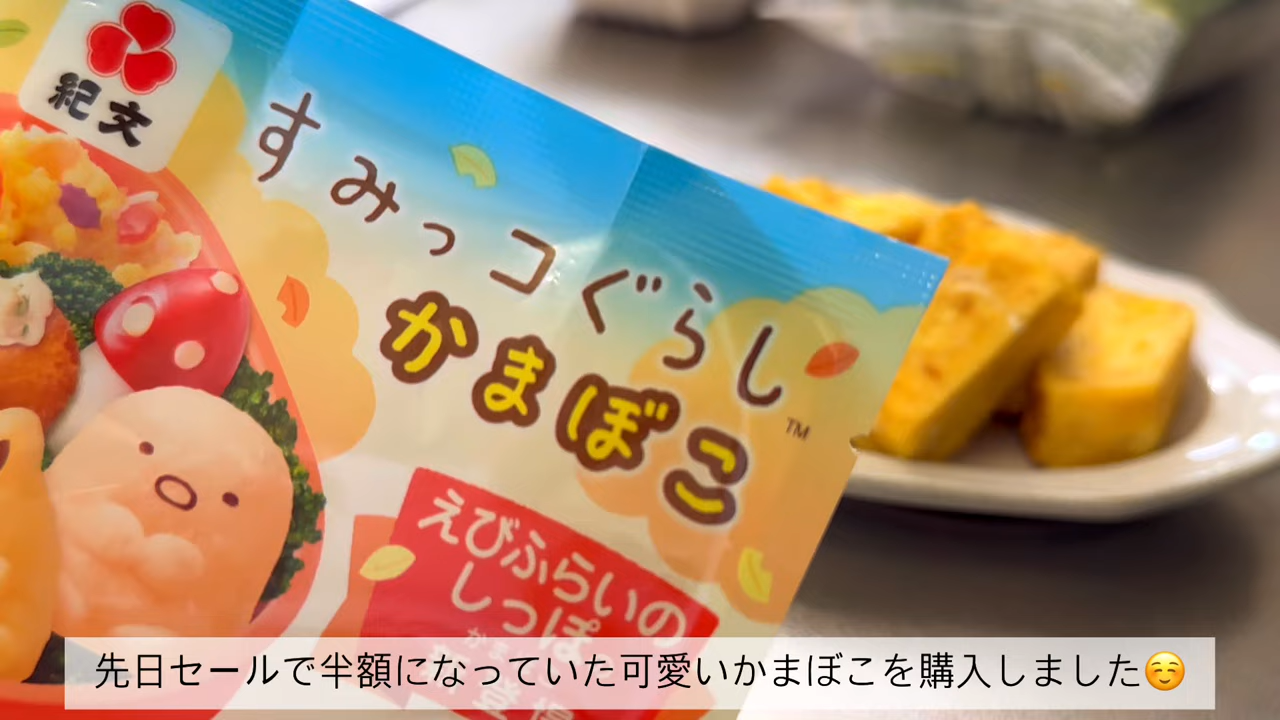 紀文
すみっコぐらし
TM
かまぼこ
えびふらいの
しっぽ
先日セールで半額になっていた可愛いかまぼこを購入しました☺️